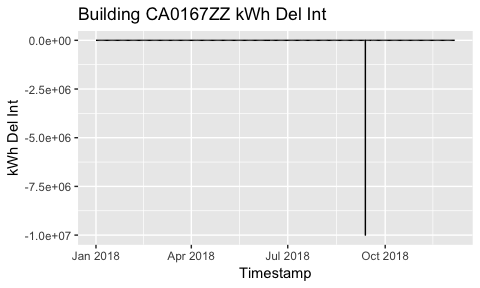 Building CA0167ZZ kWh Del Int
kWh Del Int
0.0e+00
-2.5e+06
-5.0e+06
-7.5e+06
-1.0e+07
Jan 2018 Apr 2018 Jul 2018 Oct 2018
Timestamp